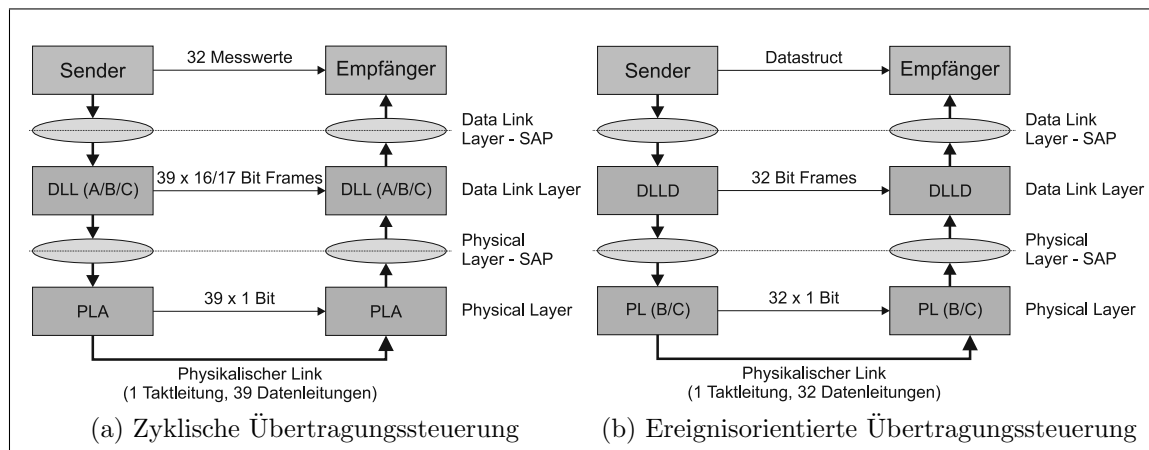 32 Messwerte
Sender
Empfänger
Data Link
Layer - SAP
DLL (A/B/C)
39 x 16/17 Bit Frames
DLL (A/B/C)
Data Link Layer
Physical
Layer - SAP
PLA
39 x 1 Bit
PLA
Physical Layer
Physikalischer Link
(1 Taktleitung, 39 Datenleitungen)
(a) Zyklische Übertragungssteuerung
Datastruct
Sender
Empfänger
Data Link
Layer - SAP
DLLD
32 Bit Frames
DLLD
Data Link Layer
Physical
Layer - SAP
PL (B/C)
32 x 1 Bit
PL (B/C)
Physical Layer
Physikalischer Link
(1 Taktleitung, 32 Datenleitungen)
(b) Ereignisorientierte Übertragungssteuerung